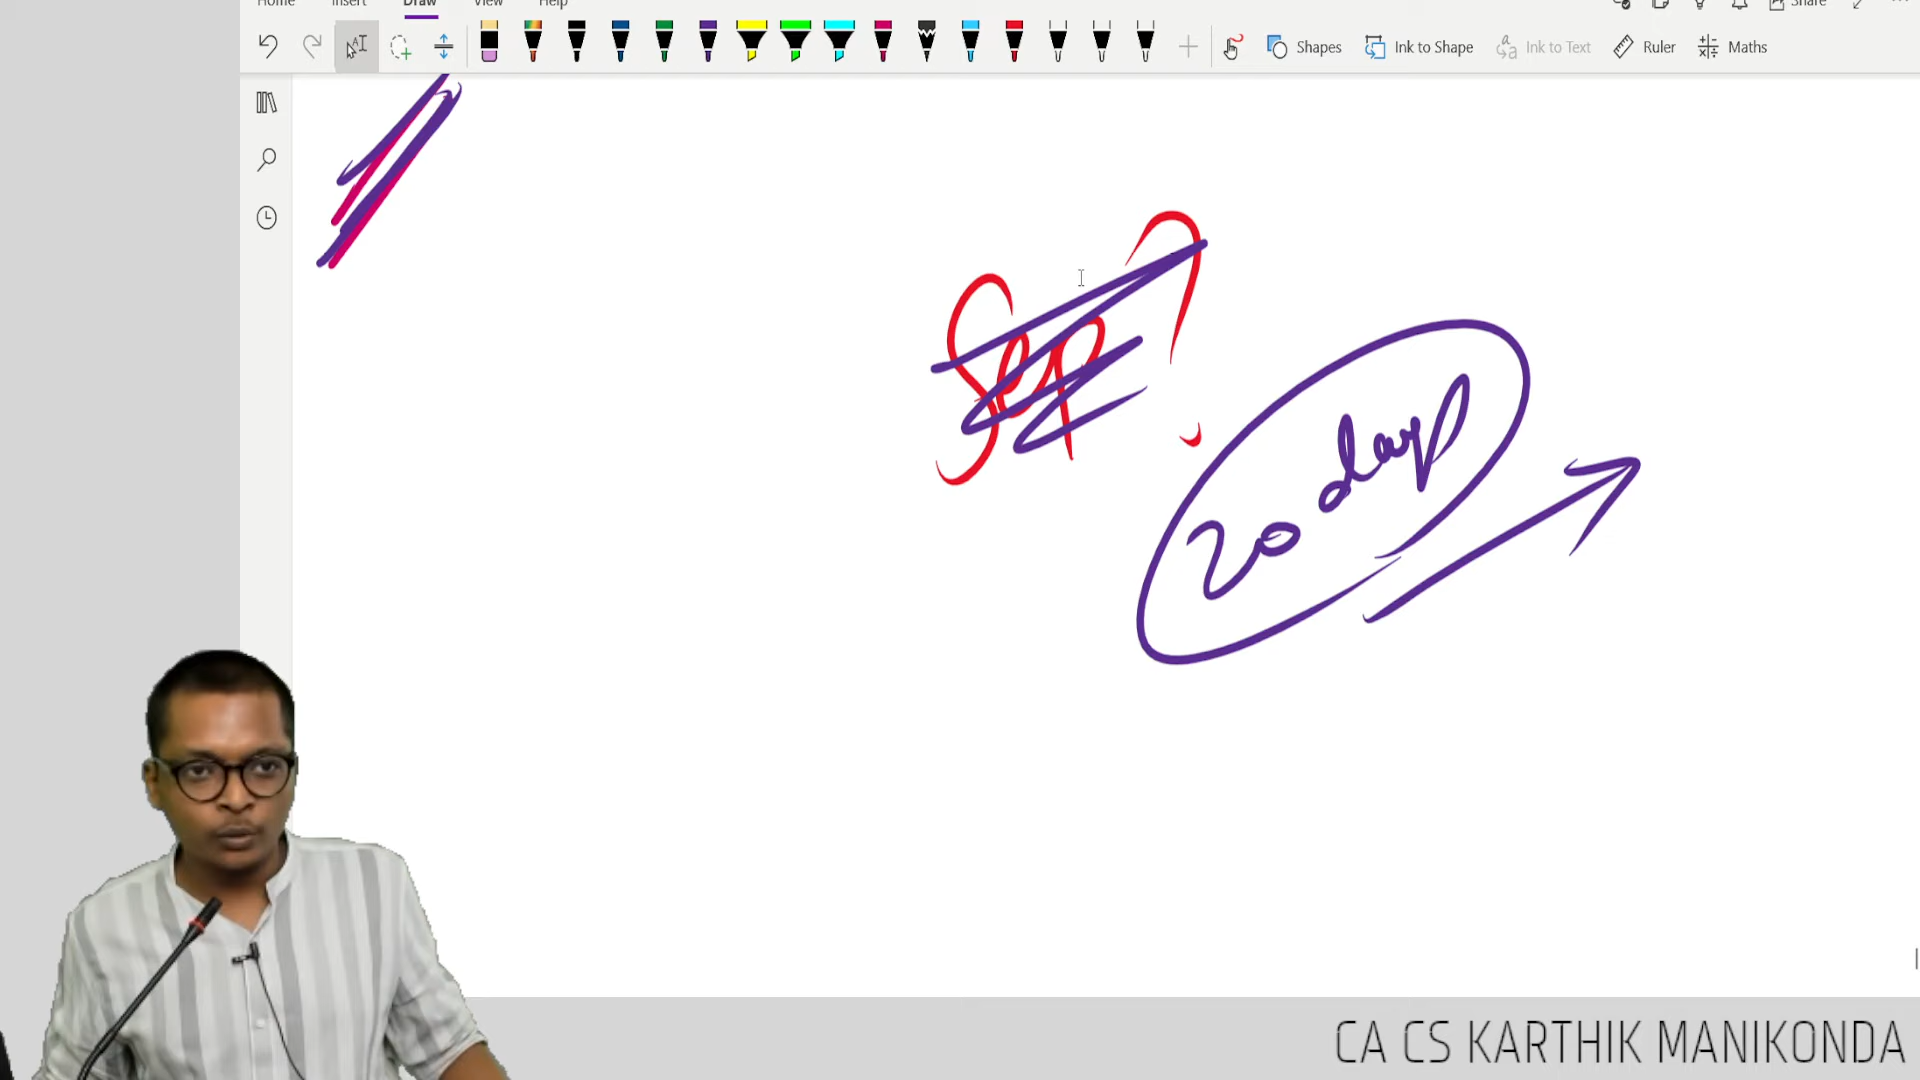 Home Insert Draw View Help Share
Shapes Ink to Shape Ink to Text Ruler Maths
Sep ?
20 days
CA CS KARTHIK MANIKONDA